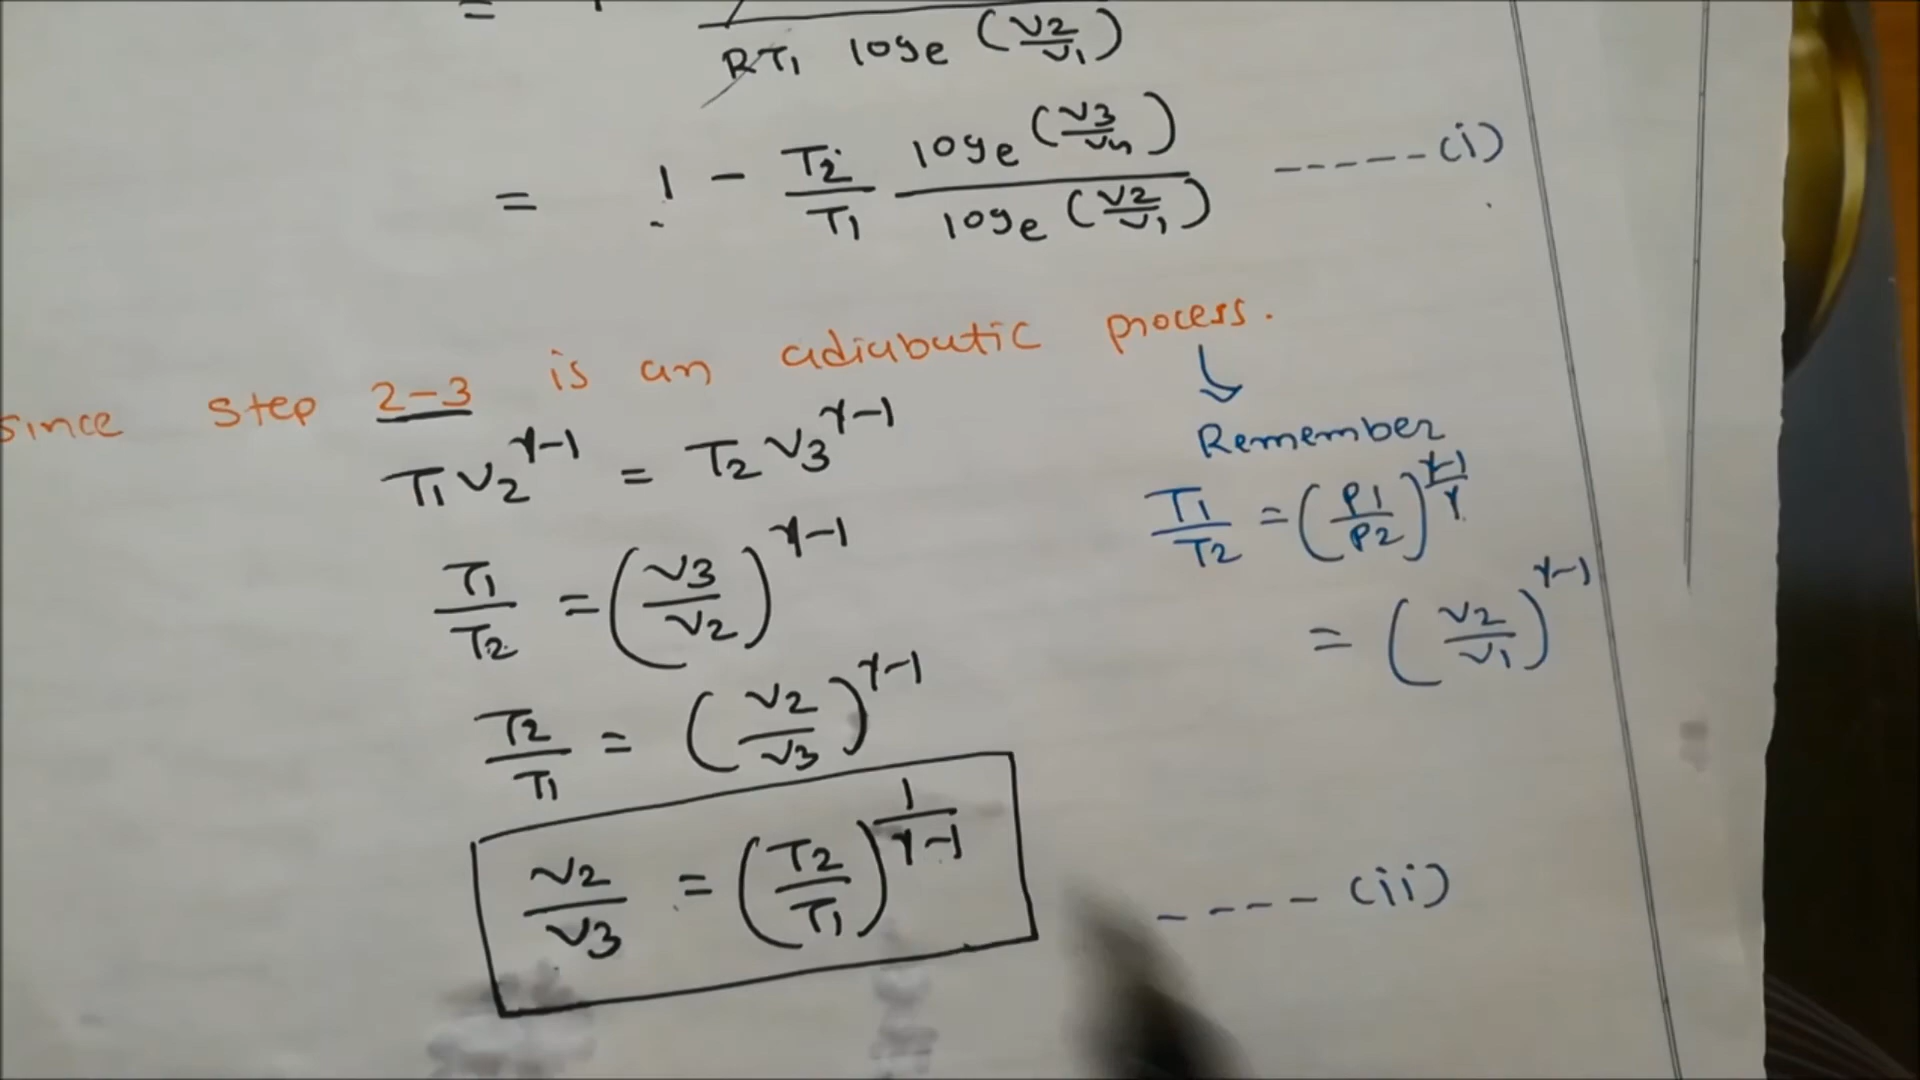 =
RT1 loge (V2/V1)
= 1 - T2/T1 loge (V3/V4)/loge (V2/V1) -----(i)
since step 2-3 is an adiabatic process.
Remember
T1V2^γ-1 = T2V3^γ-1
T1/T2 = (P1/P2)^γ-1/γ
T1/T2 = (V3/V2)^γ-1
= (V2/V1)^γ-1
T2/T1 = (V2/V3)^γ-1
V2/V3 = (T2/T1)^1/γ-1 ----(ii)